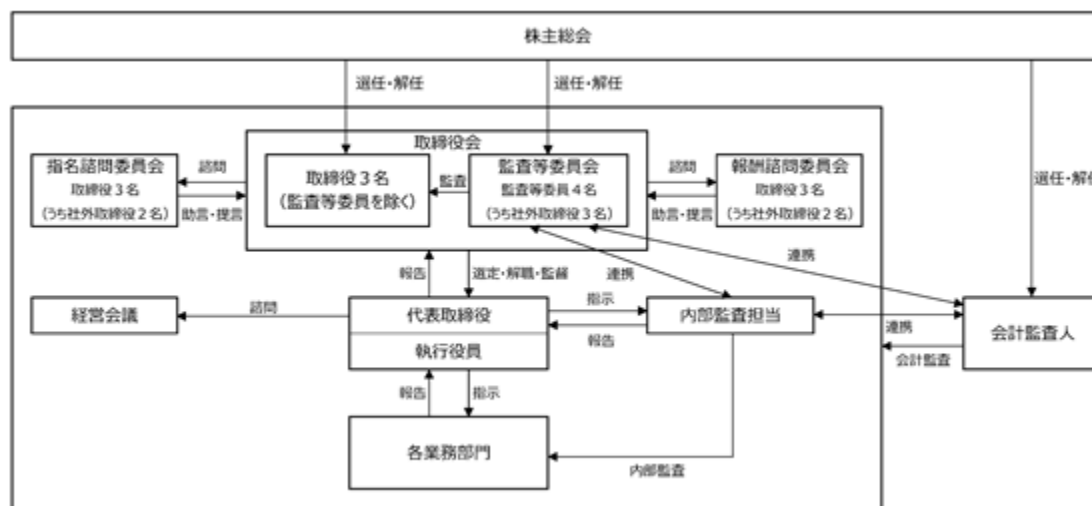 株主総会
選任・解任
選任・解任
選任・解任
取締役会
指名諮問委員会
取締役3名
（うち社外取締役2名）
諮問
助言・提言
取締役3名
（監査等委員を除く）
監査
監査等委員会
監査等委員4名
（うち社外取締役3名）
諮問
助言・提言
報酬諮問委員会
取締役3名
（うち社外取締役2名）
報告
選定・解職・監督
連携
連携
経営会議
諮問
代表取締役
執行役員
指示
報告
内部監査担当
連携
会計監査
会計監査人
報告
指示
各業務部門
内部監査